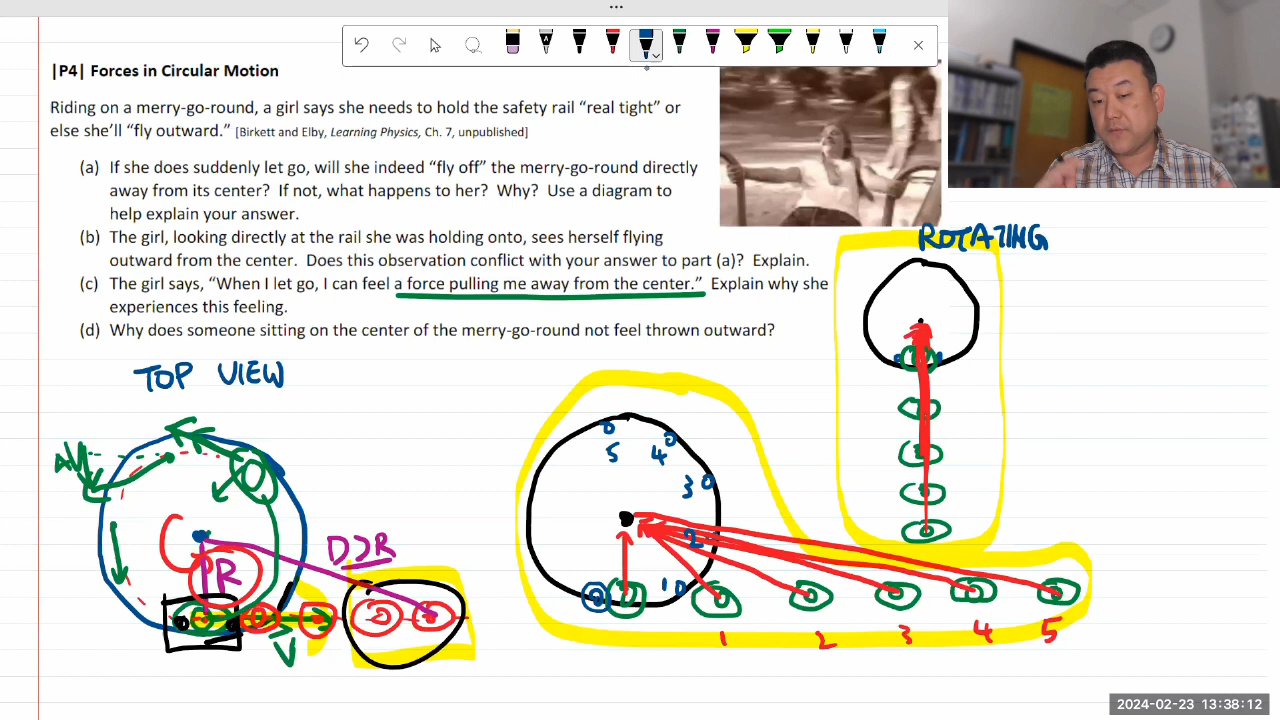 |P4| Forces in Circular Motion
Riding on a merry-go-round, a girl says she needs to hold the safety rail “real tight” or
else she’ll “fly outward.” [Birkett and Elby, Learning Physics, Ch. 7, unpublished]
(a) If she does suddenly let go, will she indeed “fly off” the merry-go-round directly
away from its center? If not, what happens to her? Why? Use a diagram to
help explain your answer.
(b) The girl, looking directly at the rail she was holding onto, sees herself flying
outward from the center. Does this observation conflict with your answer to part (a)? Explain.
(c) The girl says, “When I let go, I can feel a force pulling me away from the center.” Explain why she
experiences this feeling.
(d) Why does someone sitting on the center of the merry-go-round not feel thrown outward?
ROTATING
TOP VIEW
ΔV
R
D>R
V
5
4
3
2
1
1
2
3
4
5
2024-02-23 13:38:12